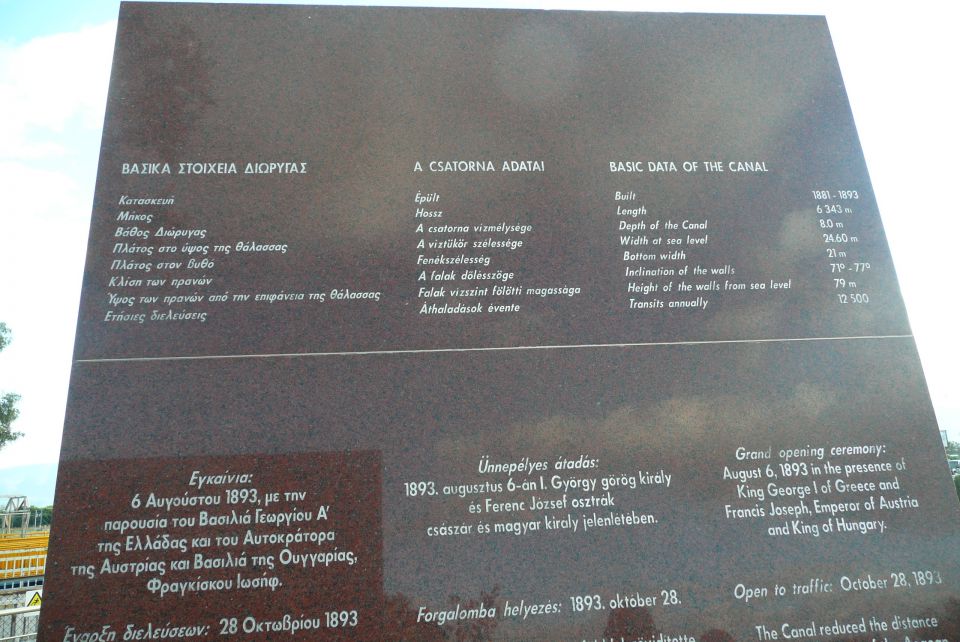 ΒΑΣΙΚΑ ΣΤΟΙΧΕΙΑ ΔΙΩΡΥΓΑΣ
Κατασκευή
Μήκος
Βάθος Διώρυγας
Πλάτος στο ύψος της θάλασσας
Πλάτος στον βυθό
Κλίση των πρανών
Ύψος των πρανών από την επιφάνεια της θάλασσας
Ετήσιες διελεύσεις
A CSATORNA ADATAI
Épült
Hossz
A csatorna vízmélysége
A víztükör szélessége
Fenékszélesség
A falak dölésszöge
Falak vízszint fölötti magassága
Áthaladások évente
BASIC DATA OF THE CANAL
Built 1881 - 1893
Length 6 343 m
Depth of the Canal 8.0 m
Width at sea level 24.60 m
Bottom width 21 m
Inclination of the walls 71° - 77°
Height of the walls from sea level 79 m
Transits annually 12 500
Εγκαίνια:
6 Αυγούστου 1893, με την
παρουσία του Βασιλιά Γεωργίου Α'
της Ελλάδας και του Αυτοκράτορα
της Αυστρίας και Βασιλιά της Ουγγαρίας,
Φραγκίσκου Ιωσήφ.
Έναρξη διελεύσεων: 28 Οκτωβρίου 1893
Ünnepélyes átadás:
1893. augusztus 6-án I. György görög király
és Ferenc József osztrák
császár és magyar király jelenlétében.
Forgalomba helyezés: 1893. október 28.
Grand opening ceremony:
August 6, 1893 in the presence of
King George I of Greece and
Francis Joseph, Emperor of Austria
and King of Hungary.
Open to traffic: October 28, 1893
The Canal reduced the distance